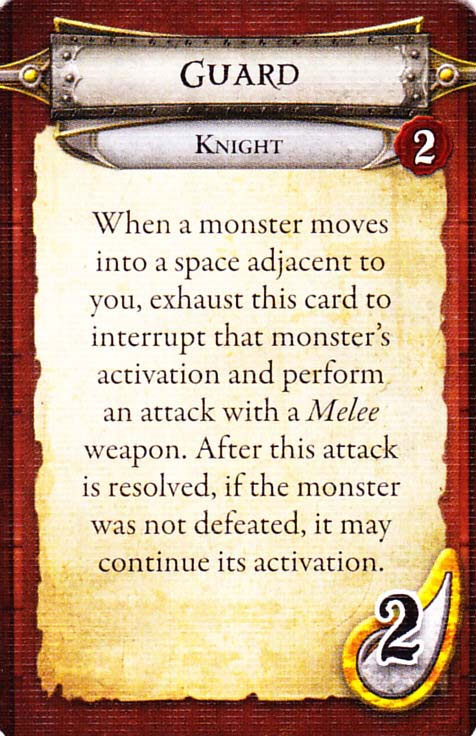 Guard
Knight
2
When a monster moves
into a space adjacent to
you, exhaust this card to
interrupt that monster's
activation and perform
an attack with a Melee
weapon. After this attack
is resolved, if the monster
was not defeated, it may
continue its activation.
2